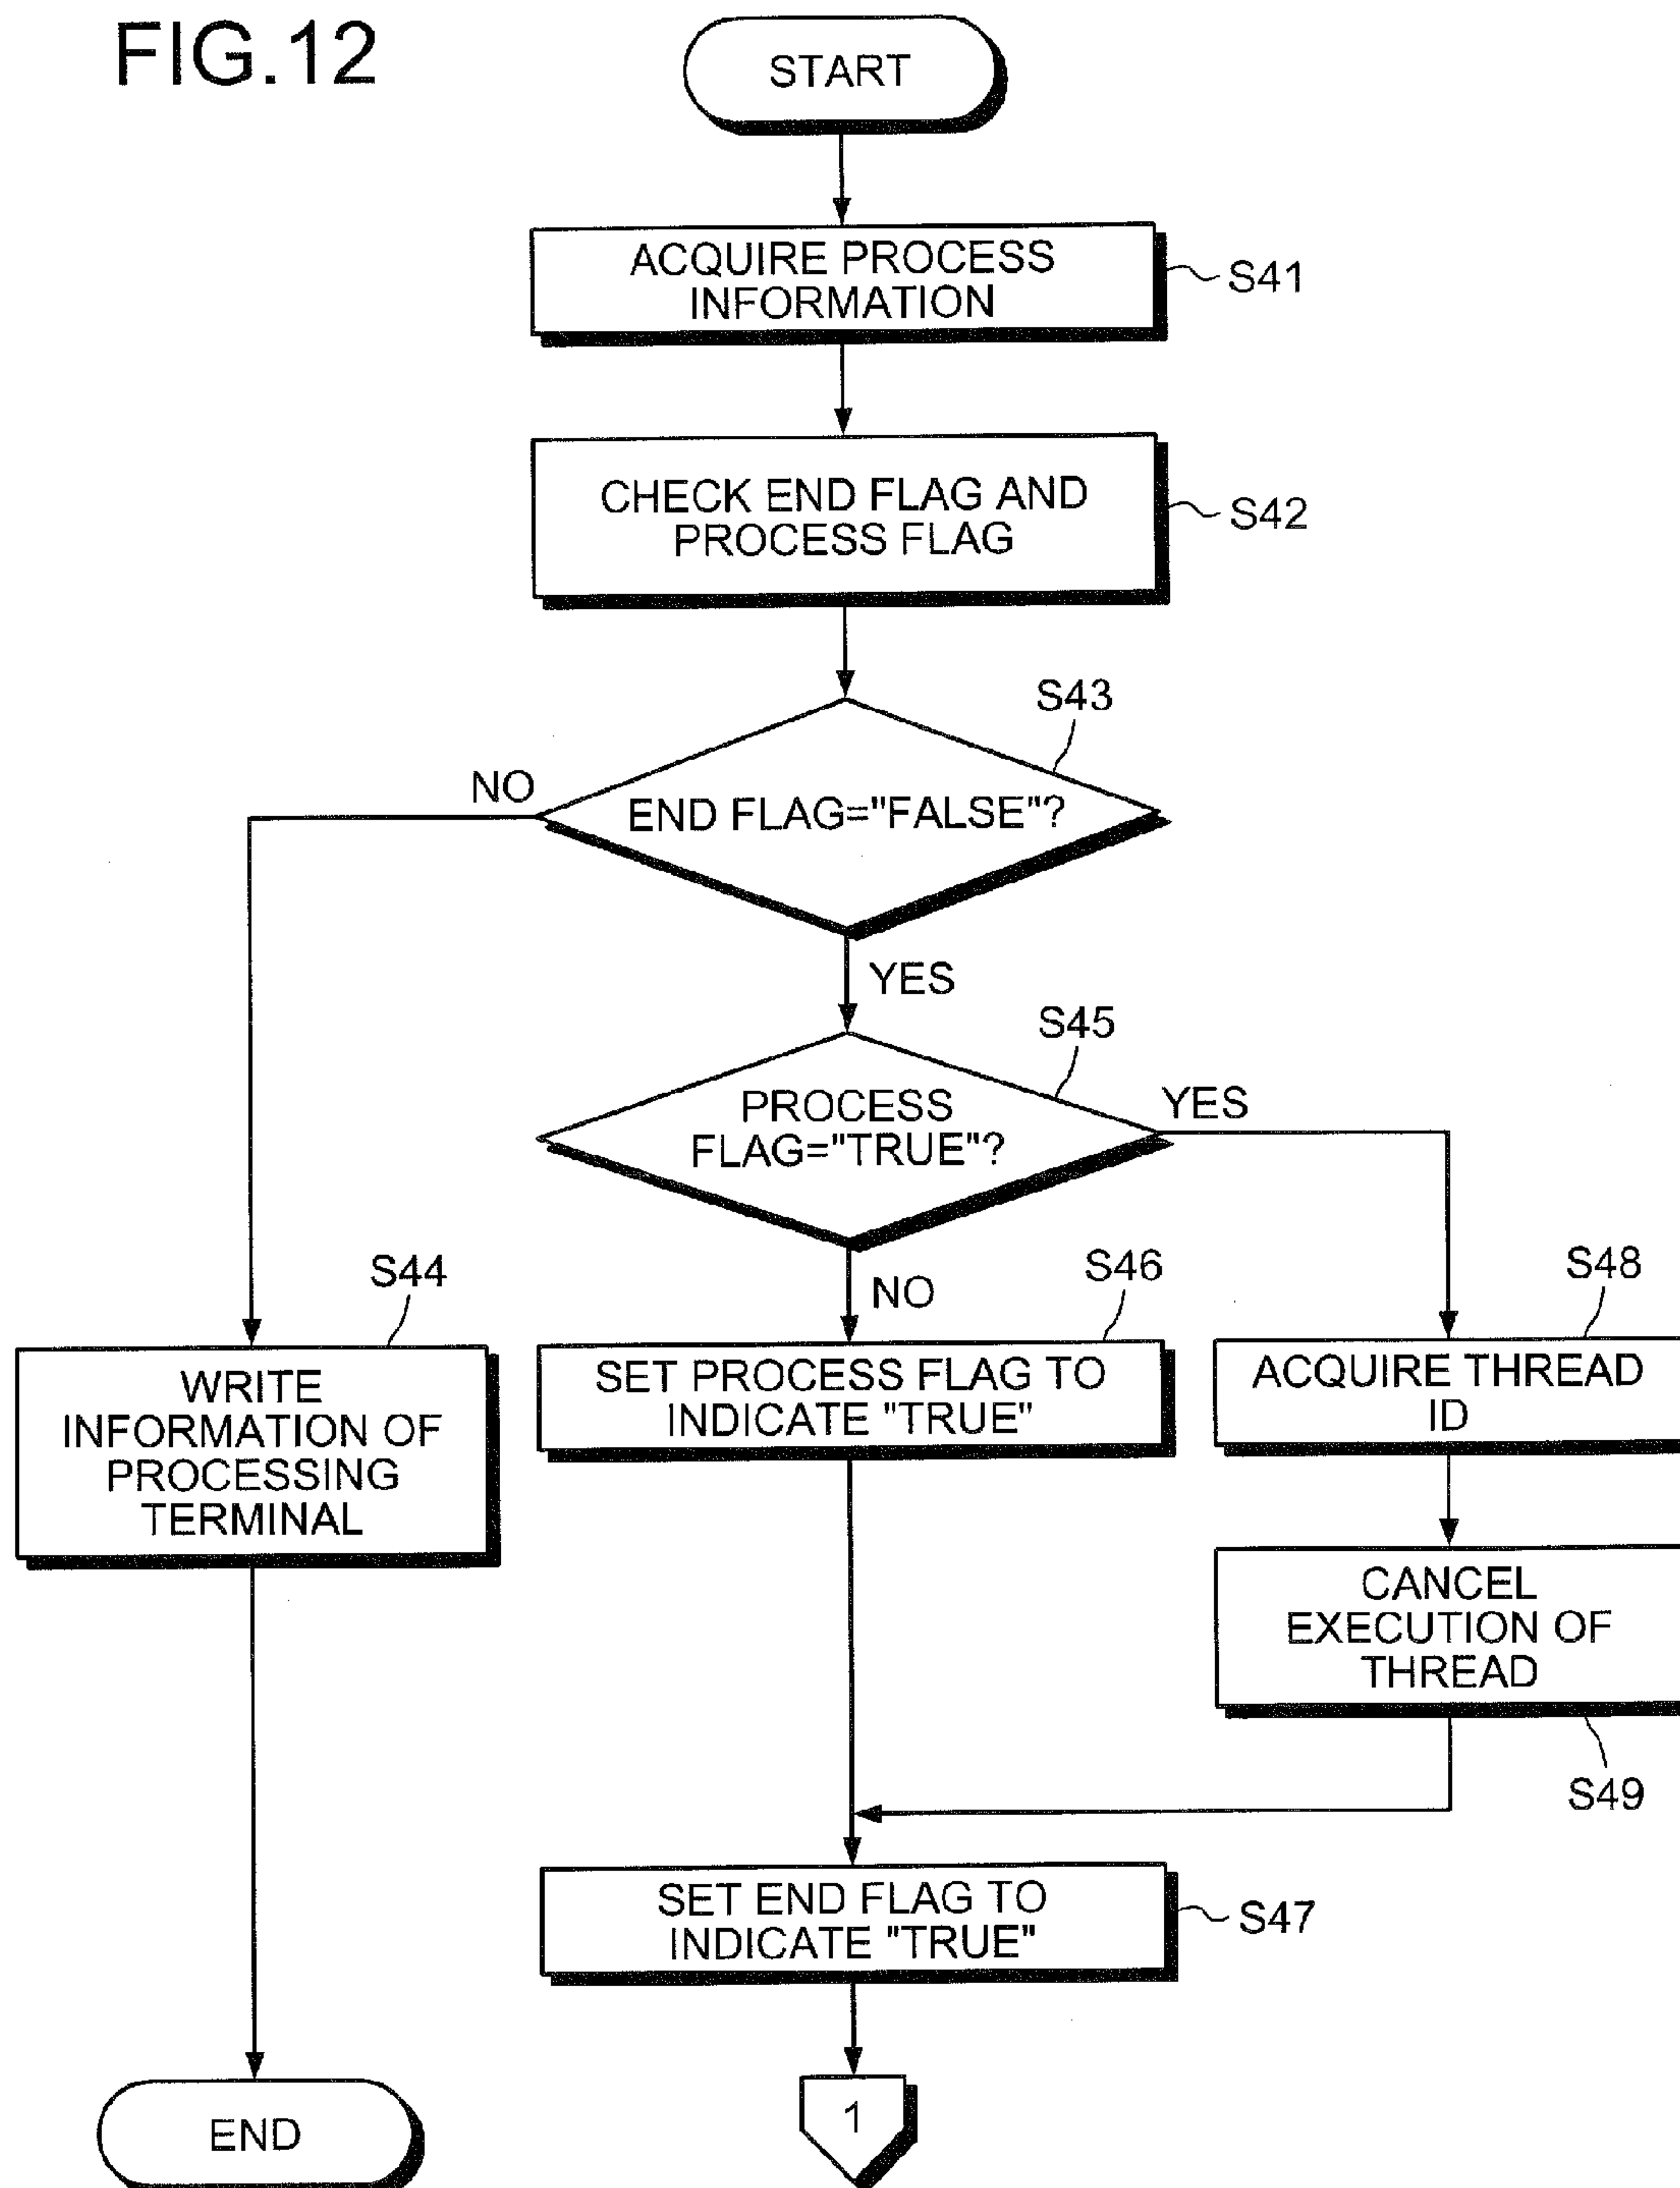 FIG.12
START
ACQUIRE PROCESS
INFORMATION
S41
CHECK END FLAG AND
PROCESS FLAG
S42
S43
NO
END FLAG="FALSE"?
YES
S45
PROCESS
FLAG="TRUE"?
YES
S44
NO
S46
S48
WRITE
INFORMATION OF
PROCESSING
TERMINAL
SET PROCESS FLAG TO
INDICATE "TRUE"
ACQUIRE THREAD
ID
CANCEL
EXECUTION OF
THREAD
S49
SET END FLAG TO
INDICATE "TRUE"
S47
END
1